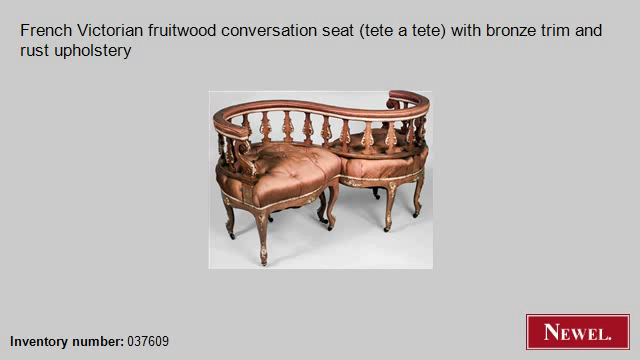 French Victorian fruitwood conversation seat (tete a tete) with bronze trim and
rust upholstery
Inventory number: 037609
NEWEL.